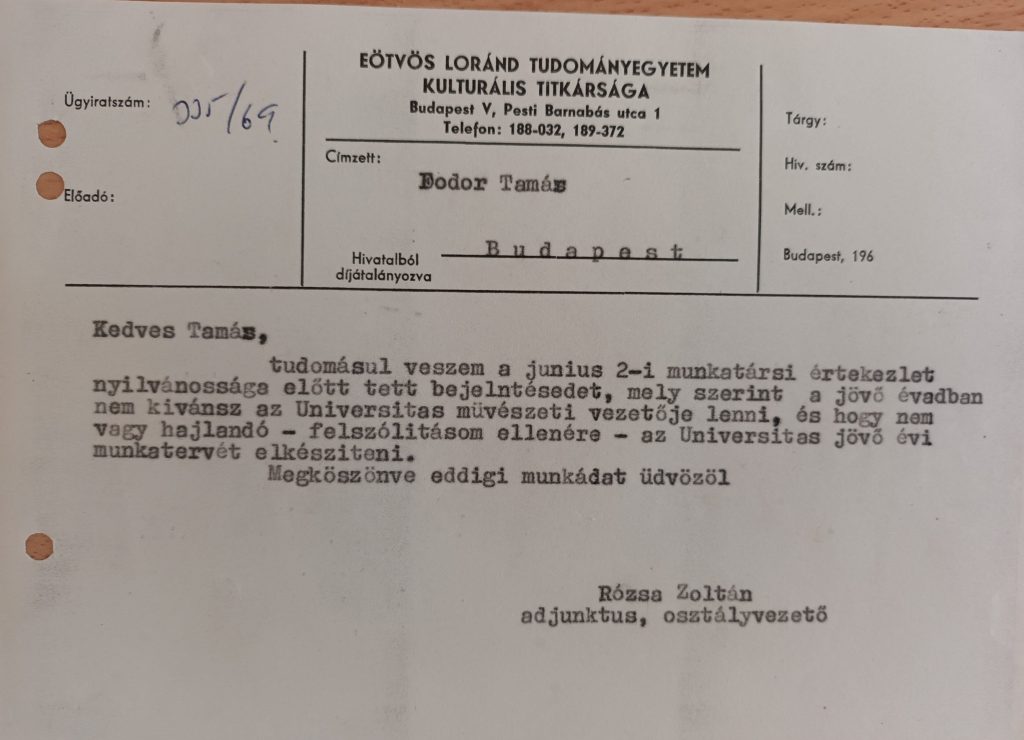 EÖTVÖS LORÁND TUDOMÁNYEGYETEM
KULTURÁLIS TITKÁRSÁGA
Budapest V, Pesti Barnabás utca 1
Telefon: 188-032, 189-372
Ügyiratszám:
Előadó:
Címzett:
Fodor Tamás
Budapest
Hivatalból
díjátalányozva
Tárgy:
Hiv. szám:
Mell.:
Budapest, 196
Kedves Tamás,
tudomásul veszem a junius 2-i munkatársi értekezlet
nyilvánossága előtt tett bejelntésedet, mely szerint a jövő évadban
nem kivánsz az Universitas müvészeti vezetője lenni, és hogy nem
vagy hajlandó - felszólitásom ellenére - az Universitas jövő évi
munkatervét elkésziteni.
Megköszönve eddigi munkádat üdvözöl
Rózsa Zoltán
adjunktus, osztályvezető